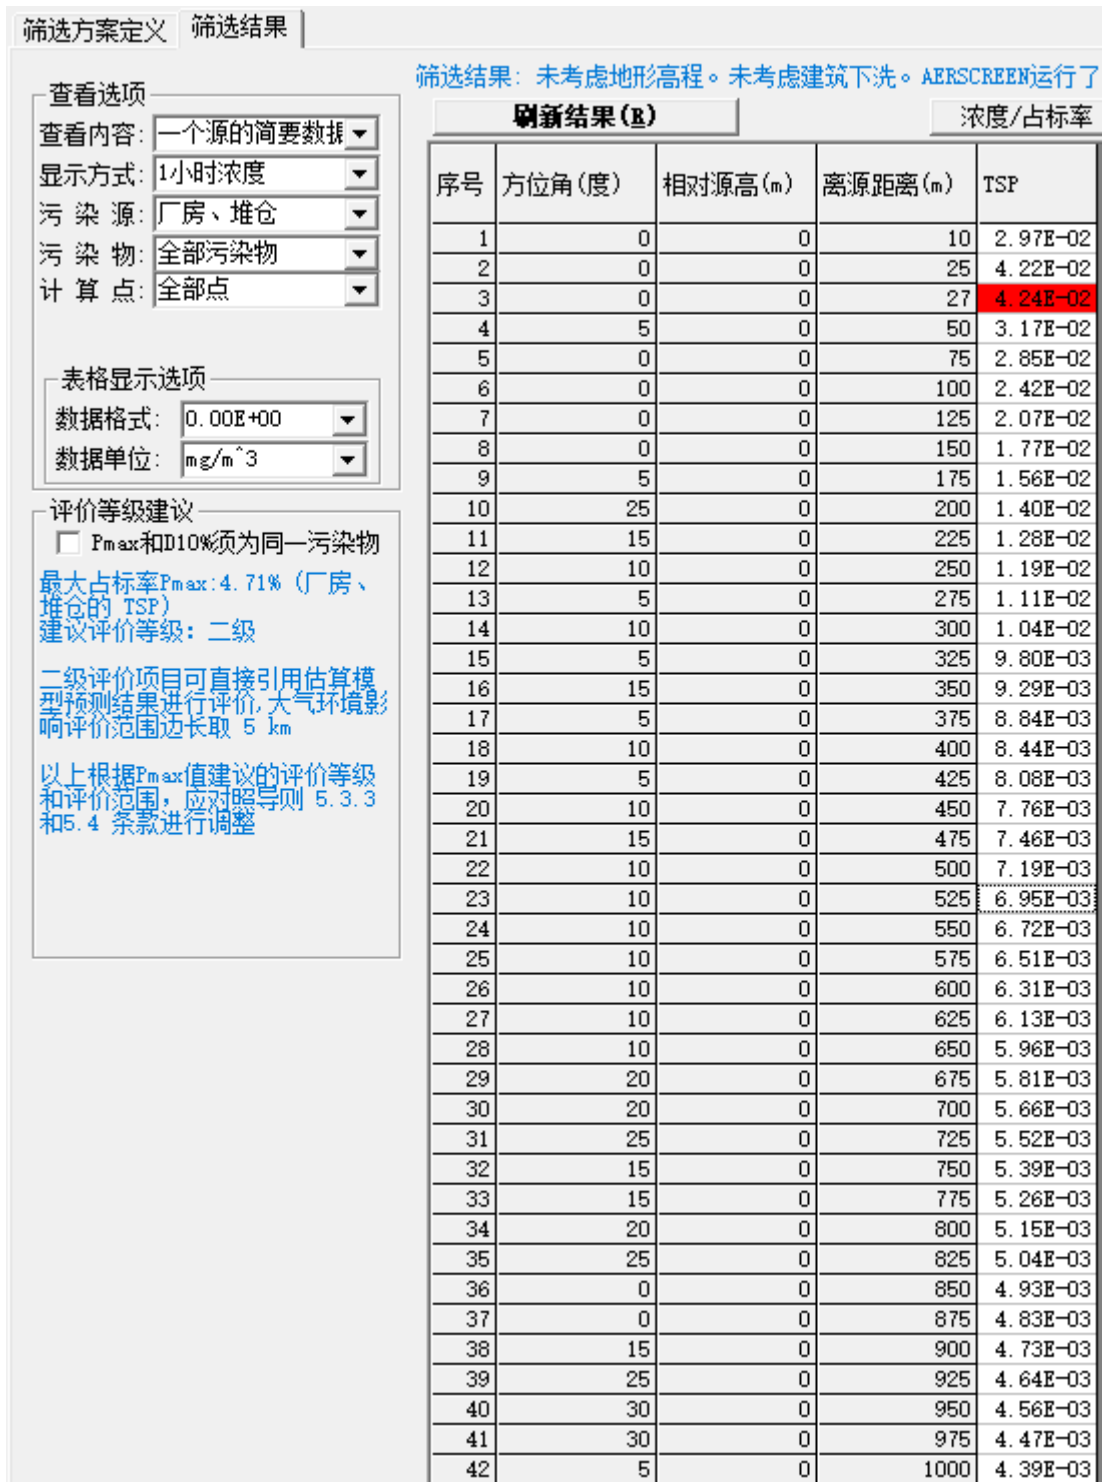 筛选方案定义 筛选结果
筛选结果: 未考虑地形高程。未考虑建筑下洗。AERSCREEN运行了
查看选项
刷新结果(R) 浓度/占标率
查看内容: 一个源的简要数据
显示方式: 1小时浓度
污 染 源: 厂房、堆仓
污 染 物: 全部污染物
计 算 点: 全部点
表格显示选项
数据格式: 0.00E+00
数据单位: mg/m^3
评价等级建议
Pmax和D10%须为同一污染物
最大占标率Pmax:4.71% (厂房、
堆仓的 TSP)
建议评价等级: 二级
二级评价项目可直接引用估算模
型预测结果进行评价,大气环境影
响评价范围边长取 5 km
以上根据Pmax值建议的评价等级
和评价范围,应对照导则 5.3.3
和5.4 条款进行调整
序号 方位角(度) 相对源高(m) 离源距离(m) TSP
1 0 0 10 2.97E-02
2 0 0 25 4.22E-02
3 0 0 27 4.24E-02
4 5 0 50 3.17E-02
5 0 0 75 2.85E-02
6 0 0 100 2.42E-02
7 0 0 125 2.07E-02
8 0 0 150 1.77E-02
9 5 0 175 1.56E-02
10 25 0 200 1.40E-02
11 15 0 225 1.28E-02
12 10 0 250 1.19E-02
13 5 0 275 1.11E-02
14 10 0 300 1.04E-02
15 5 0 325 9.80E-03
16 15 0 350 9.29E-03
17 5 0 375 8.84E-03
18 10 0 400 8.44E-03
19 5 0 425 8.08E-03
20 10 0 450 7.76E-03
21 15 0 475 7.46E-03
22 10 0 500 7.19E-03
23 10 0 525 6.95E-03
24 10 0 550 6.72E-03
25 10 0 575 6.51E-03
26 10 0 600 6.31E-03
27 10 0 625 6.13E-03
28 10 0 650 5.96E-03
29 20 0 675 5.81E-03
30 20 0 700 5.66E-03
31 25 0 725 5.52E-03
32 15 0 750 5.39E-03
33 15 0 775 5.26E-03
34 20 0 800 5.15E-03
35 25 0 825 5.04E-03
36 0 0 850 4.93E-03
37 0 0 875 4.83E-03
38 15 0 900 4.73E-03
39 25 0 925 4.64E-03
40 30 0 950 4.56E-03
41 30 0 975 4.47E-03
42 5 0 1000 4.39E-03